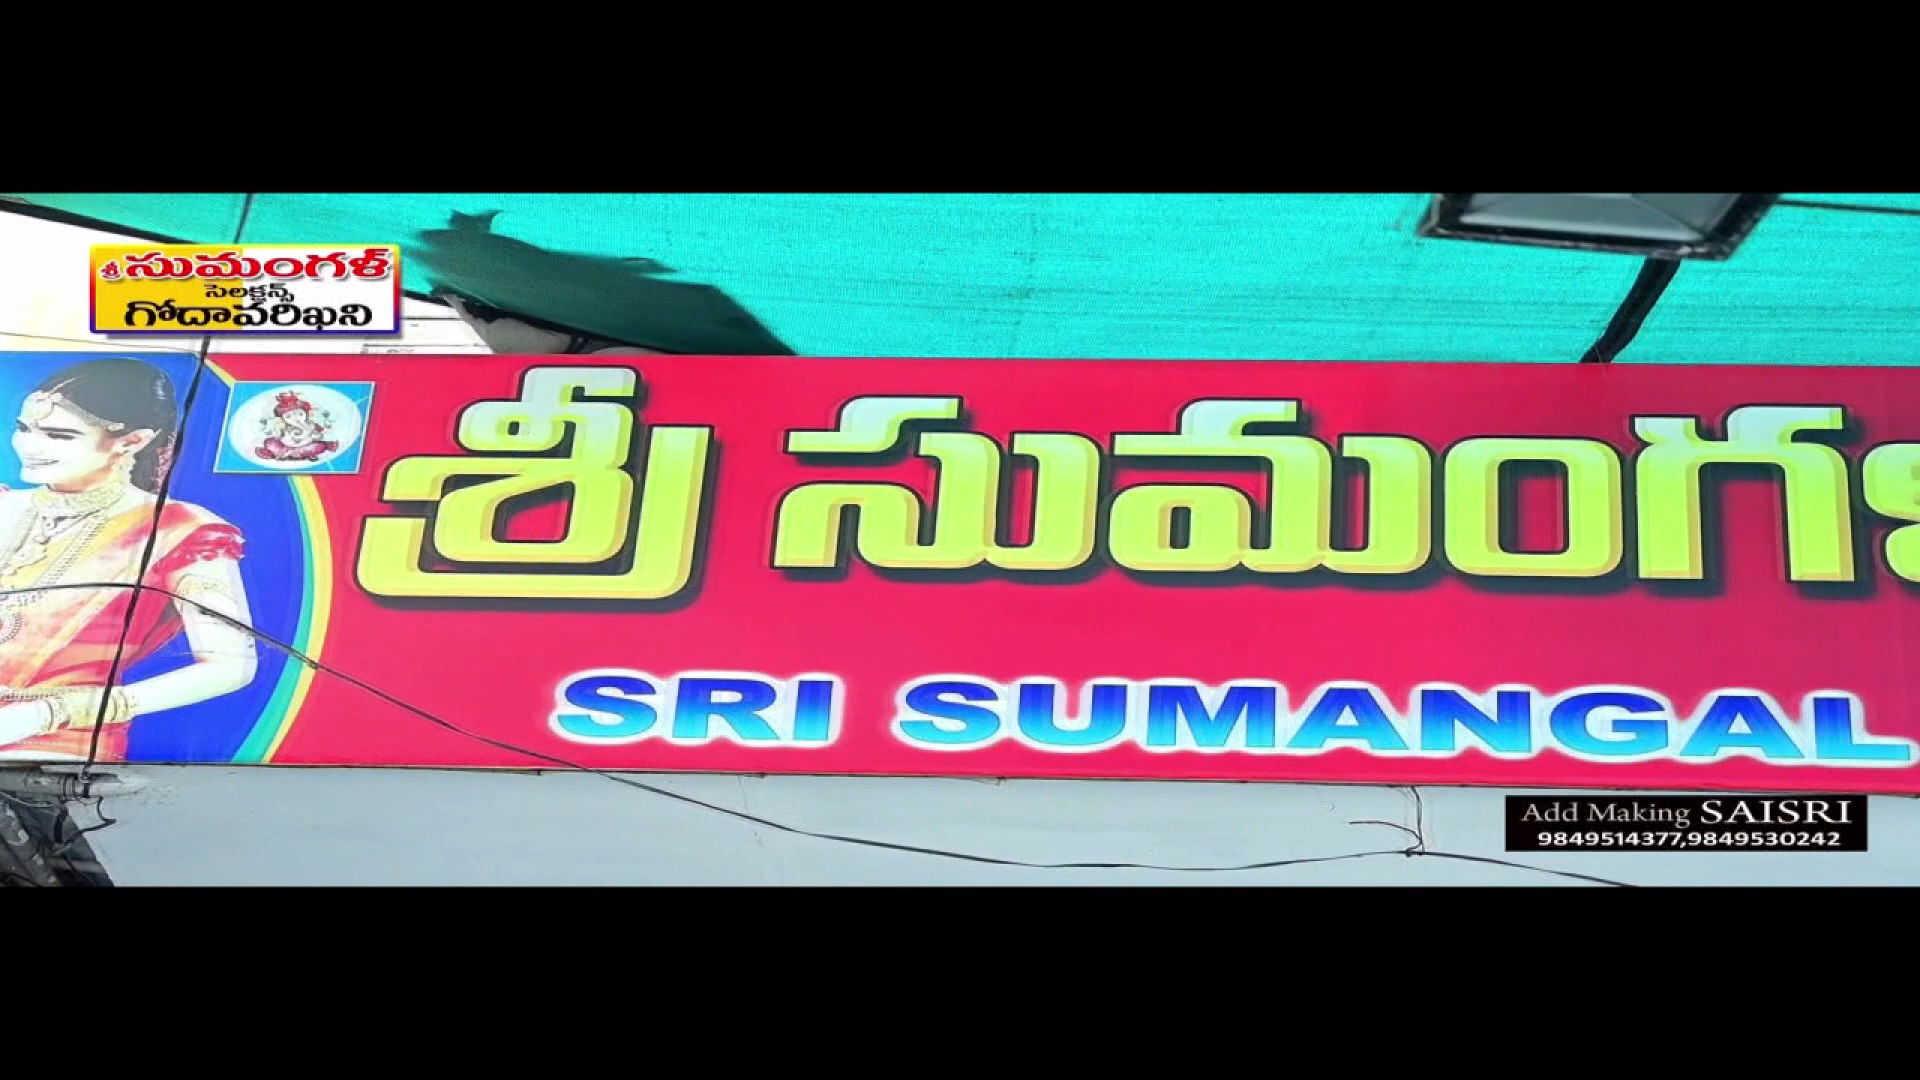 శ్రీ సుమంగళ్
సెలక్షన్స్
గోదావరిఖని
శ్రీ సుమంగ
SRI SUMANGAL
Add Making SAISRI
9849514377,9849530242